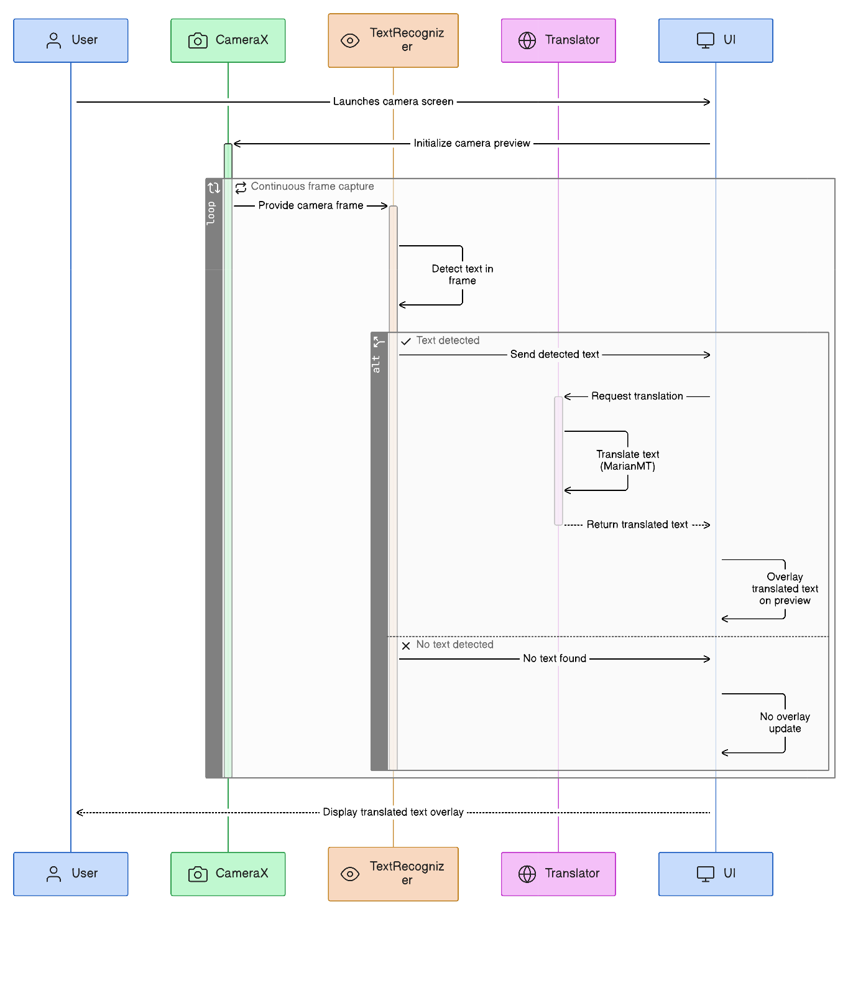 User
CameraX
TextRecogniz
er
Translator
UI
Launches camera screen
Initialize camera preview
loop
Continuous frame capture
Provide camera frame
Detect text in
frame
alt
Text detected
Send detected text
Request translation
Translate text
(MarianMT)
Return translated text
Overlay
translated text
on preview
No text detected
No text found
No overlay
update
Display translated text overlay
User
CameraX
TextRecogniz
er
Translator
UI